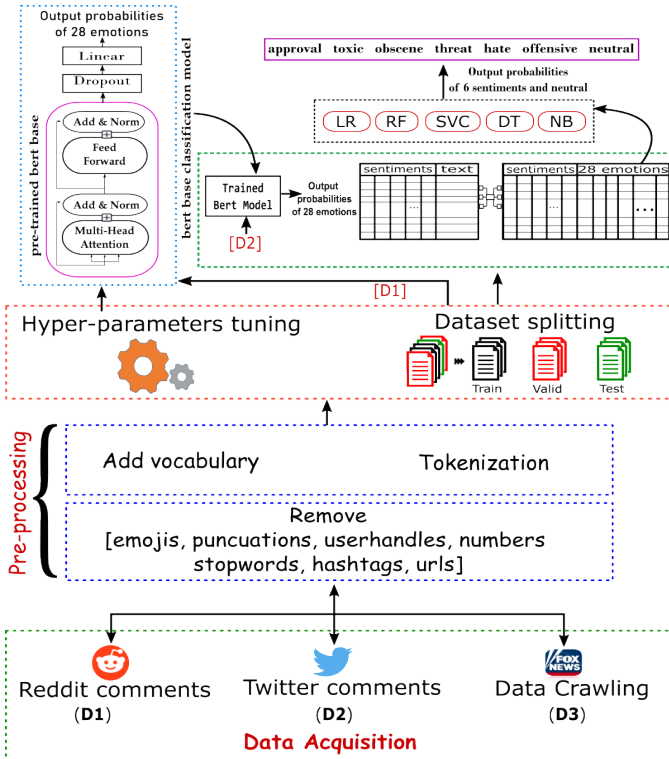 Output probabilities
of 28 emotions
Linear
Dropout
Add & Norm
Feed
Forward
Add & Norm
Multi-Head
Attention
pre-trained bert base
bert base classification model
approval toxic obscene threat hate offensive neutral
Output probabilities
of 6 sentiments and neutral
LR RF SVC DT NB
Trained
Bert Model
[D2]
Output
probabilities
of 28 emotions
sentiments text
...
sentiments 28 emotions
...
...
[D1]
Hyper-parameters tuning
Dataset splitting
Train Valid Test
Pre-processing
Add vocabulary Tokenization
Remove
[emojis, puncuations, userhandles, numbers
stopwords, hashtags, urls]
FOX
NEWS
Reddit comments Twitter comments Data Crawling
(D1) (D2) (D3)
Data Acquisition